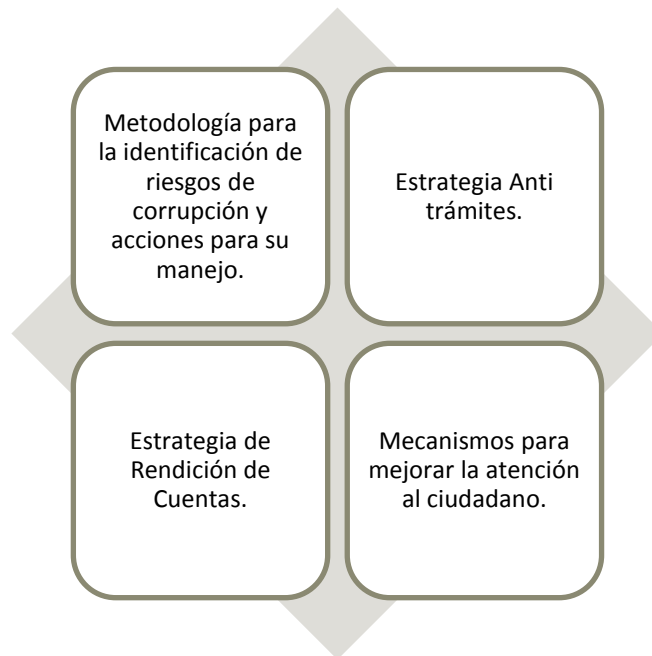 Metodología para
la identificación de
riesgos de
corrupción y
acciones para su
manejo.
Estrategia Anti
trámites.
Estrategia de
Rendición de
Cuentas.
Mecanismos para
mejorar la atención
al ciudadano.